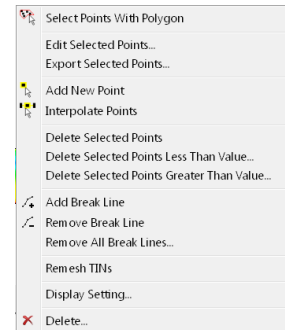 Select Points With Polygon
Edit Selected Points...
Export Selected Points...
Add New Point
Interpolate Points
Delete Selected Points
Delete Selected Points Less Than Value...
Delete Selected Points Greater Than Value...
Add Break Line
Remove Break Line
Remove All Break Lines...
Remesh TINs
Display Setting...
Delete...